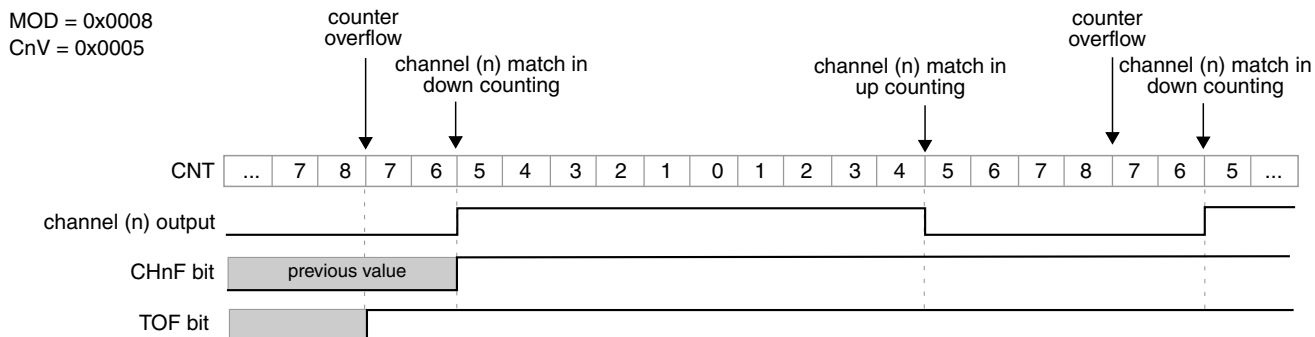 MOD = 0x0008
CnV = 0x0005
counter
overflow
channel (n) match in
down counting
channel (n) match in
up counting
counter
overflow
channel (n) match in
down counting
CNT ... 7 8 7 6 5 4 3 2 1 0 1 2 3 4 5 6 7 8 7 6 5 ...
channel (n) output
CHnF bit previous value
TOF bit